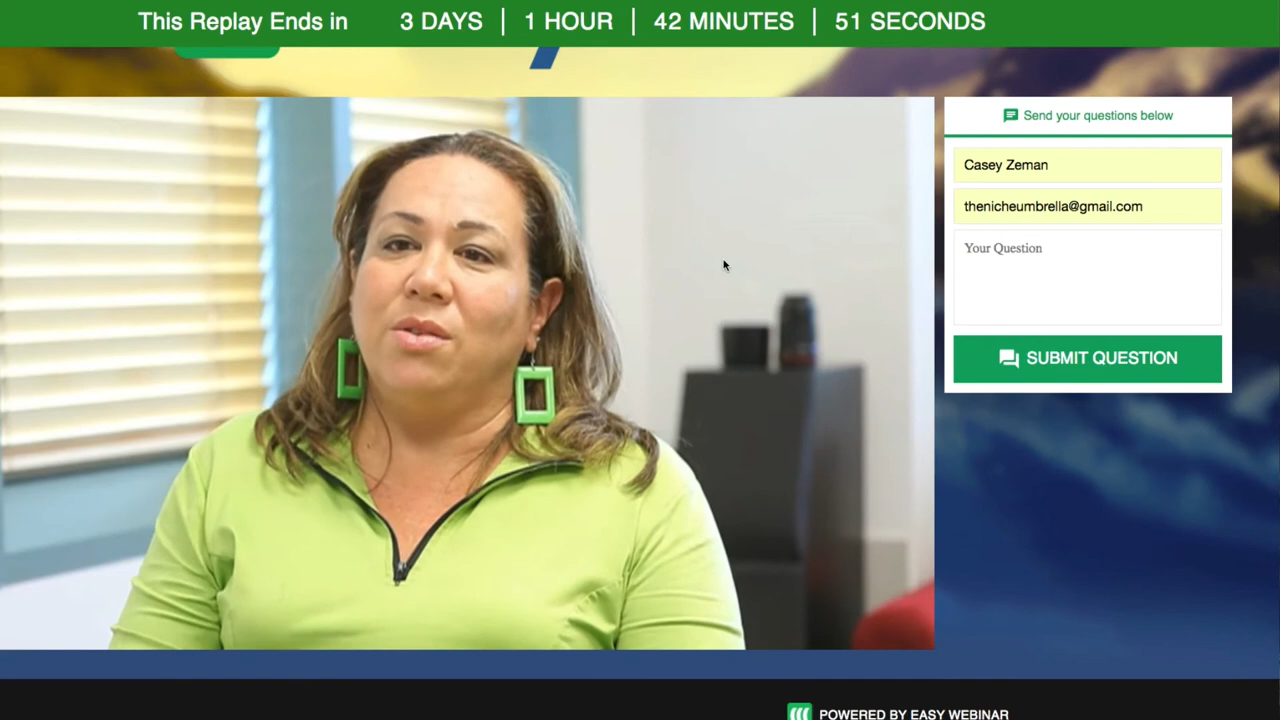 This Replay Ends in 3 DAYS | 1 HOUR | 42 MINUTES | 51 SECONDS
Send your questions below
Casey Zeman
thenicheumbrella@gmail.com
Your Question
SUBMIT QUESTION
POWERED BY EASY WEBINAR